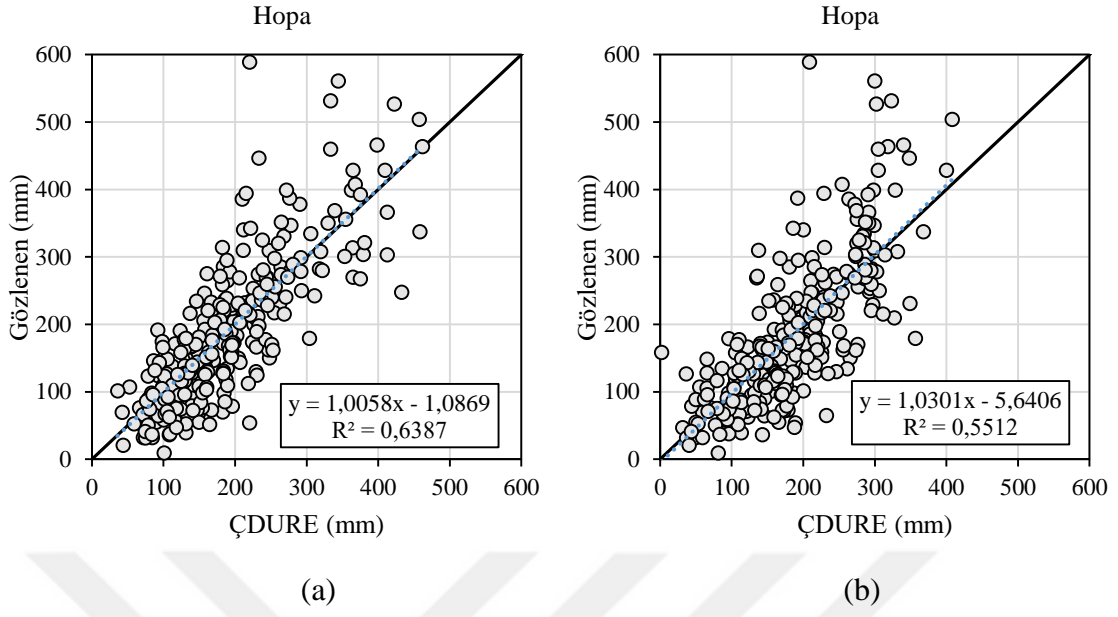 Hopa
600
500
400
300
200
100
0
Gözlenen (mm)
y = 1,0058x - 1,0869
R² = 0,6387
0 100 200 300 400 500 600
ÇDURE (mm)
(a)
Hopa
600
500
400
300
200
100
0
Gözlenen (mm)
y = 1,0301x - 5,6406
R² = 0,5512
0 100 200 300 400 500 600
ÇDURE (mm)
(b)